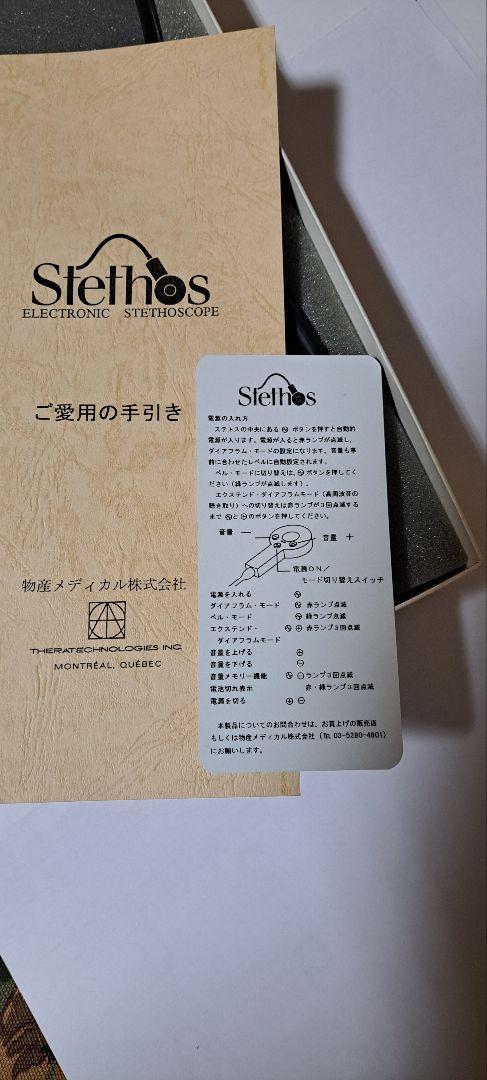 Stethos
ELECTRONIC STETHOSCOPE
ご愛用の手引き
物産メディカル株式会社
THERATECHNOLOGIES INC.
MONTRÉAL, QUÉBEC
Stethos
電源の入れ方
ステトスの中央にある ボタンを押すと自動的
電源が入ります。電源が入ると赤ランプが点滅し、
ダイアフラム・モードの設定になります。音量も事
前に合わせたレベルに自動設定されます。
ベル・モードに切り替えは、 ボタンを押してく
ださい(緑ランプが点滅します)。
エクステンド・ダイアフラムモード(高周波音の
聴き取り)への切り替えは赤ランプが3回点滅する
まで と⊕のボタンを押してください。
音量 － 音量 ＋
電源ON／
モード切り替えスイッチ
電源を入れる
ダイアフラム・モード 赤ランプ点滅
ベル・モード 緑ランプ点滅
エクステンド・ ⊕ 赤ランプ3回点滅
ダイアフラムモード
音量を上げる ⊕
音量を下げる ⊖
音量メモリー機能 ⊖ランプ3回点滅
電池切れ表示 赤・緑ランプ3回点滅
電源を切る ⊕ ⊖
本製品についてのお問合わせは、お買上げの販売店
もしくは物産メディカル株式会社(℡ 03-5280-4801)
にお願いします。